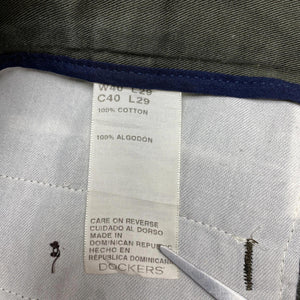 W40 L29
C40 L29
100% COTTON
100% ALGODÓN
CARE ON REVERSE
CUIDADO AL DORSO
MADE IN
DOMINICAN REPUBLIC
HECHO EN
REPUBLICA DOMINICANA
DOCKERS